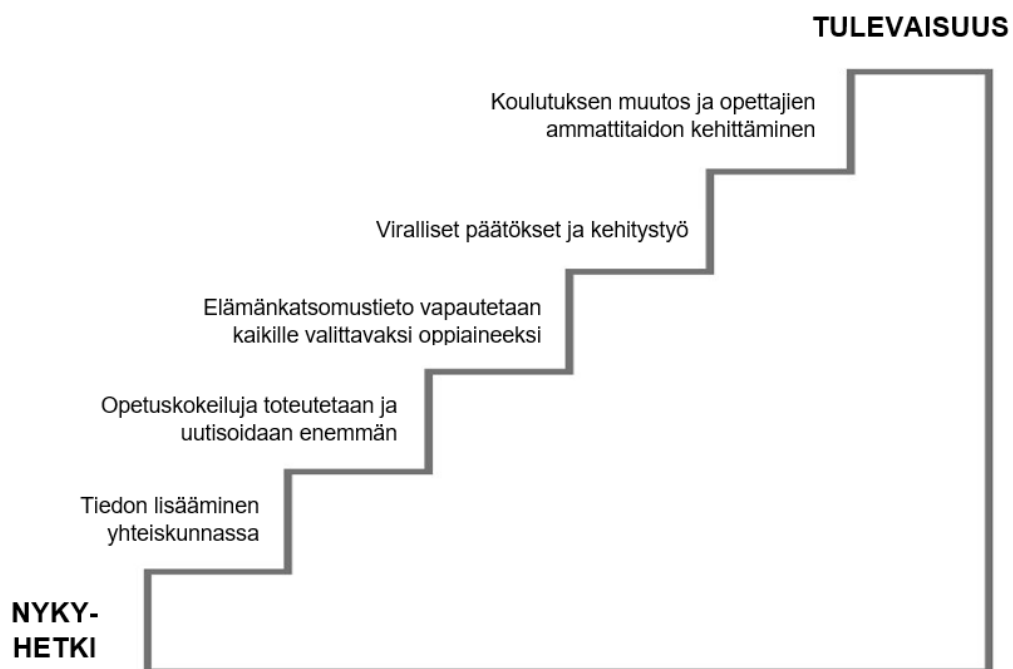 TULEVAISUUS
Koulutuksen muutos ja opettajien
ammattitaidon kehittäminen
Viralliset päätökset ja kehitystyö
Elämänkatsomustieto vapautetaan
kaikille valittavaksi oppiaineeksi
Opetuskokeiluja toteutetaan ja
uutisoidaan enemmän
Tiedon lisääminen
yhteiskunnassa
NYKY-
HETKI